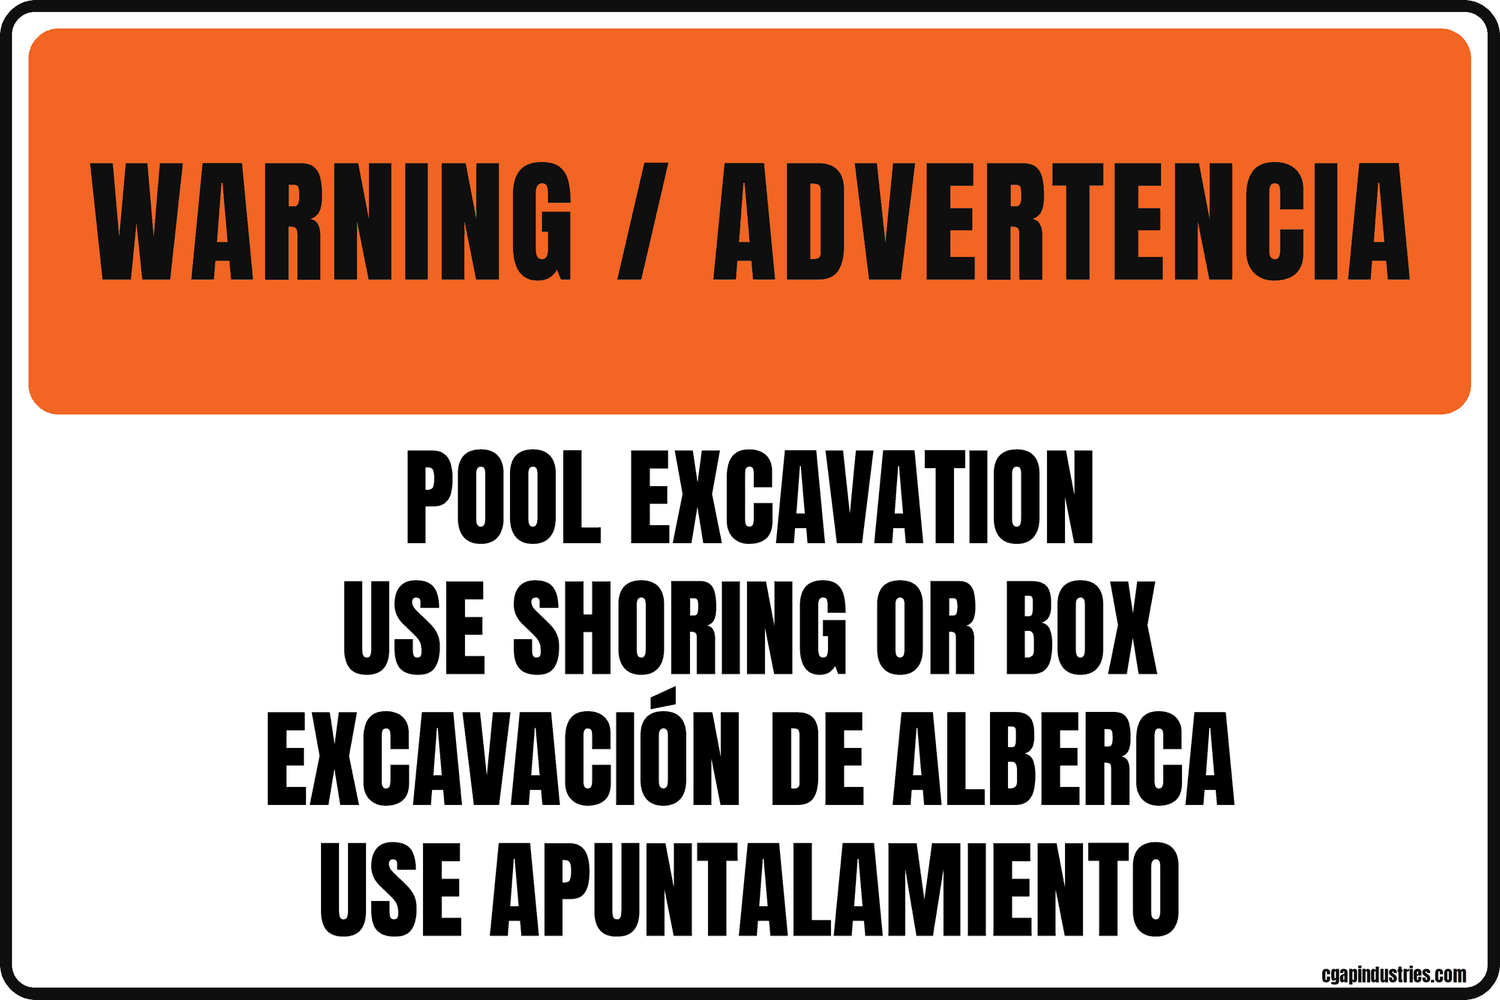 WARNING / ADVERTENCIA
POOL EXCAVATION
USE SHORING OR BOX
EXCAVACIÓN DE ALBERCA
USE APUNTALAMIENTO
cgapindustries.com